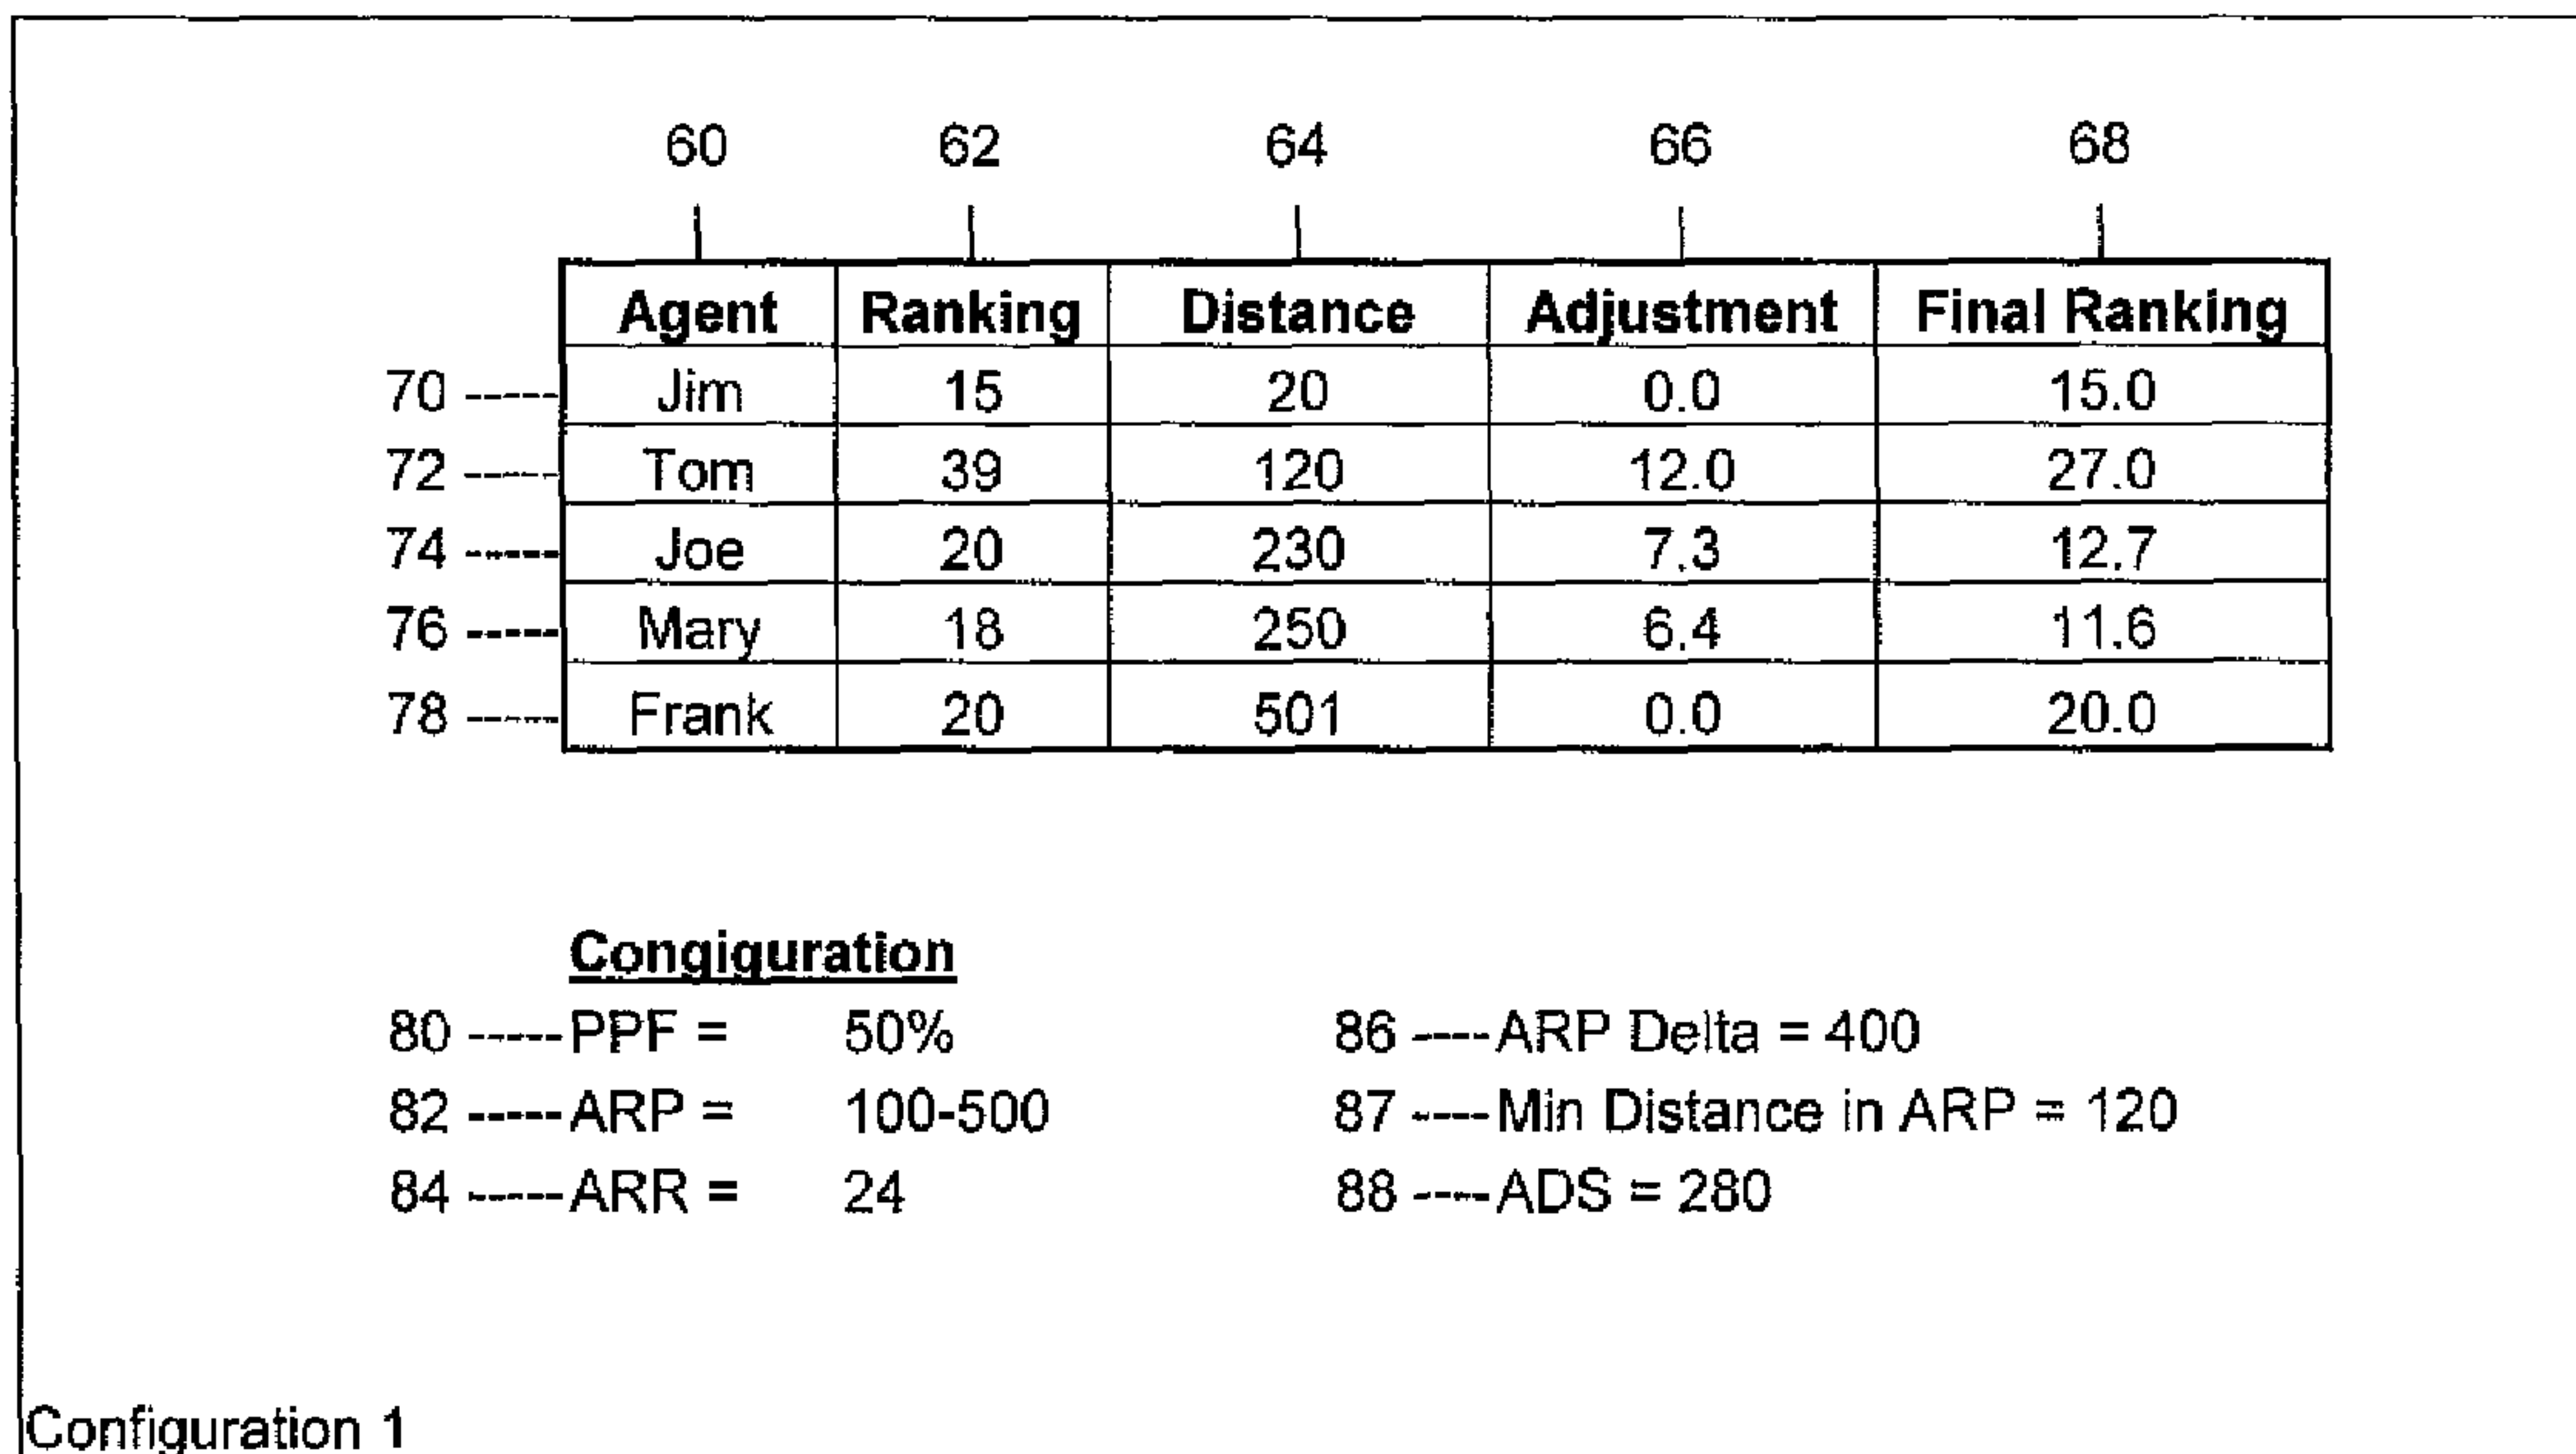 60 62 64 66 68
Agent Ranking Distance Adjustment Final Ranking
70 ----- Jim 15 20 0.0 15.0
72 ----- Tom 39 120 12.0 27.0
74 ----- Joe 20 230 7.3 12.7
76 ----- Mary 18 250 6.4 11.6
78 ----- Frank 20 501 0.0 20.0
Congiguration
80 ----- PPF = 50% 86 ---- ARP Delta = 400
82 ----- ARP = 100-500 87 ---- Min Distance in ARP = 120
84 ----- ARR = 24 88 ---- ADS = 280
Configuration 1